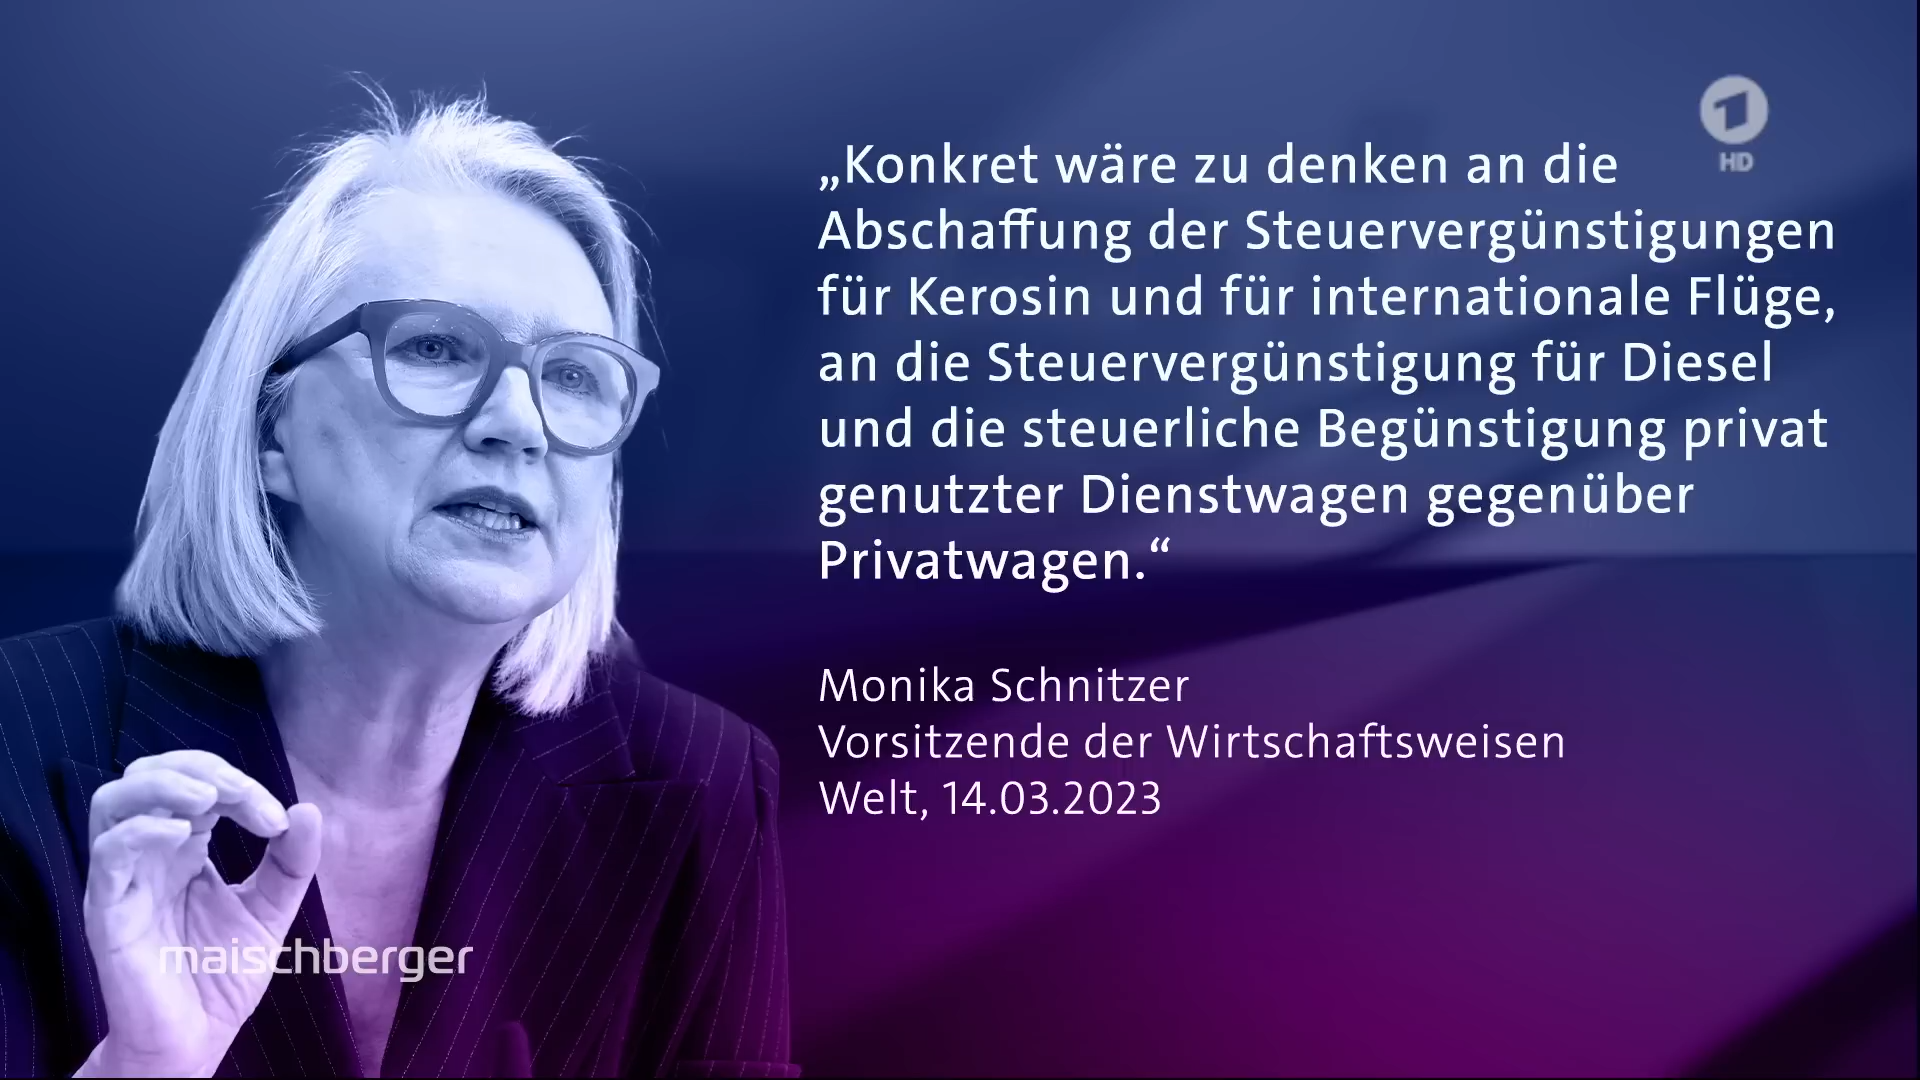 HD
„Konkret wäre zu denken an die
Abschaffung der Steuervergünstigungen
für Kerosin und für internationale Flüge,
an die Steuervergünstigung für Diesel
und die steuerliche Begünstigung privat
genutzter Dienstwagen gegenüber
Privatwagen.“
Monika Schnitzer
Vorsitzende der Wirtschaftsweisen
Welt, 14.03.2023
maischberger